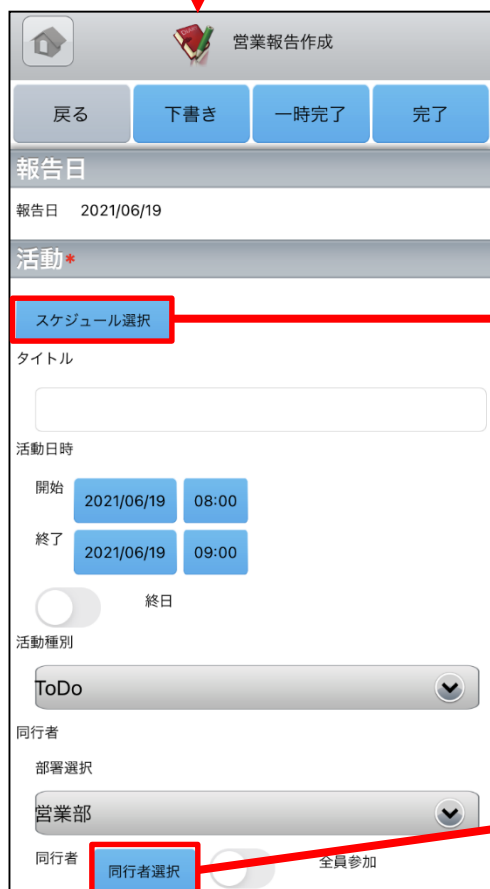 営業報告作成
戻る 下書き 一時完了 完了
報告日
報告日 2021/06/19
活動*
スケジュール選択
タイトル
活動日時
開始 2021/06/19 08:00
終了 2021/06/19 09:00
終日
活動種別
ToDo
同行者
部署選択
営業部
同行者 同行者選択 全員参加